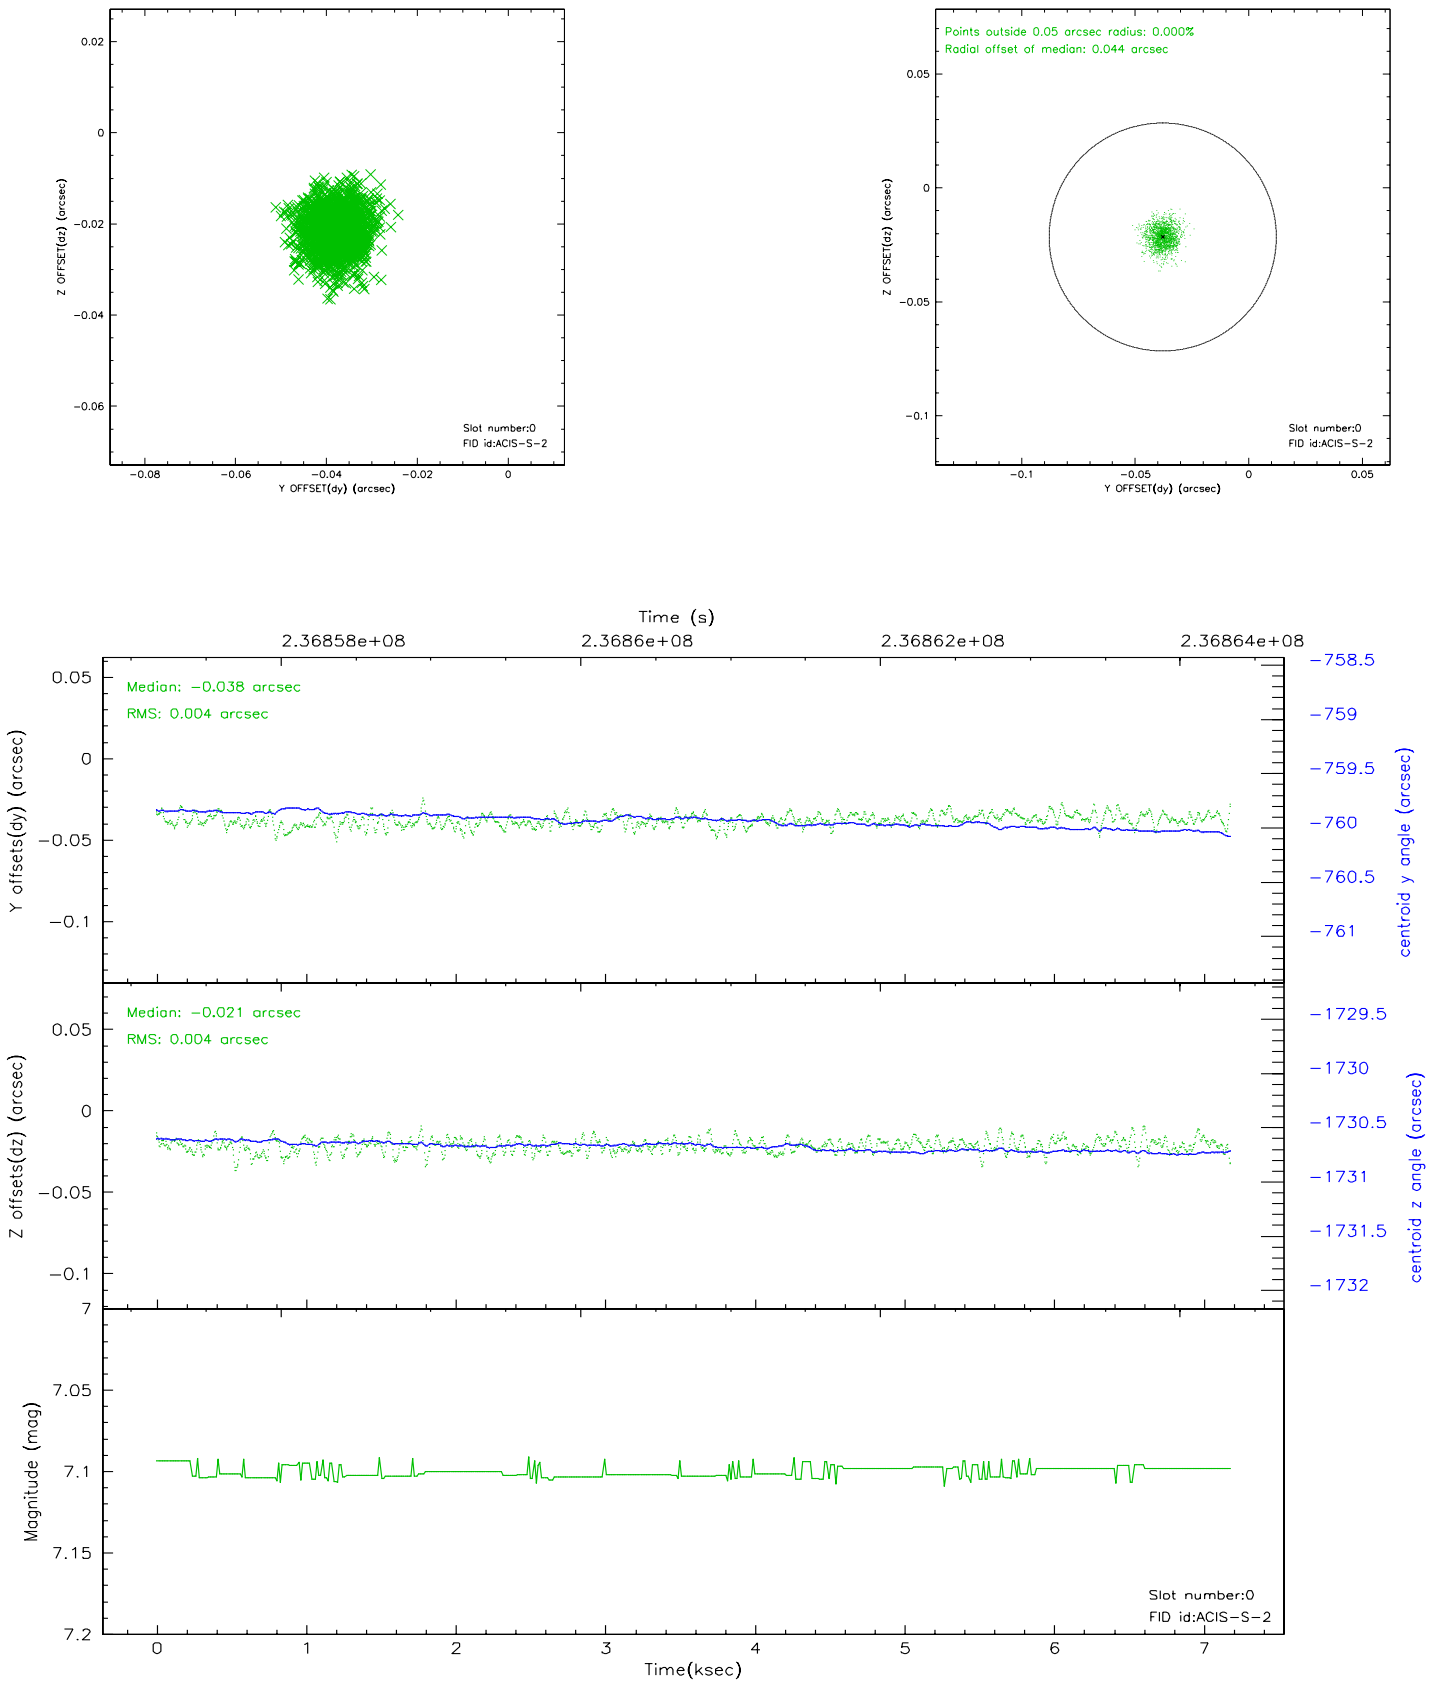 0.02
0
−0.02
−0.04
−0.06
Z OFFSET(dz) (arcsec)
−0.08
−0.06
−0.04
−0.02
0
Y OFFSET(dy) (arcsec)
Slot number:0
FID id:ACIS−S−2
Points outside 0.05 arcsec radius: 0.000%
Radial offset of median: 0.044 arcsec
0.05
0
−0.05
−0.1
Z OFFSET(dz) (arcsec)
Slot number:0
FID id:ACIS−S−2
−0.1
−0.05
0
0.05
Y OFFSET(dy) (arcsec)
Time (s)
2.36858e+08
2.3686e+08
2.36862e+08
2.36864e+08
Median: −0.038 arcsec
RMS: 0.004 arcsec
0.05
0
−0.05
−0.1
Y offsets(dy) (arcsec)
−758.5
−759
−759.5
−760
−760.5
−761
centroid y angle (arcsec)
Median: −0.021 arcsec
RMS: 0.004 arcsec
0.05
0
−0.05
−0.1
Z offsets(dz) (arcsec)
−1729.5
−1730
−1730.5
−1731
−1731.5
−1732
centroid z angle (arcsec)
7
7.05
7.1
7.15
7.2
Magnitude (mag)
Slot number:0
FID id:ACIS−S−2
0
1
2
3
4
5
6
7
Time(ksec)